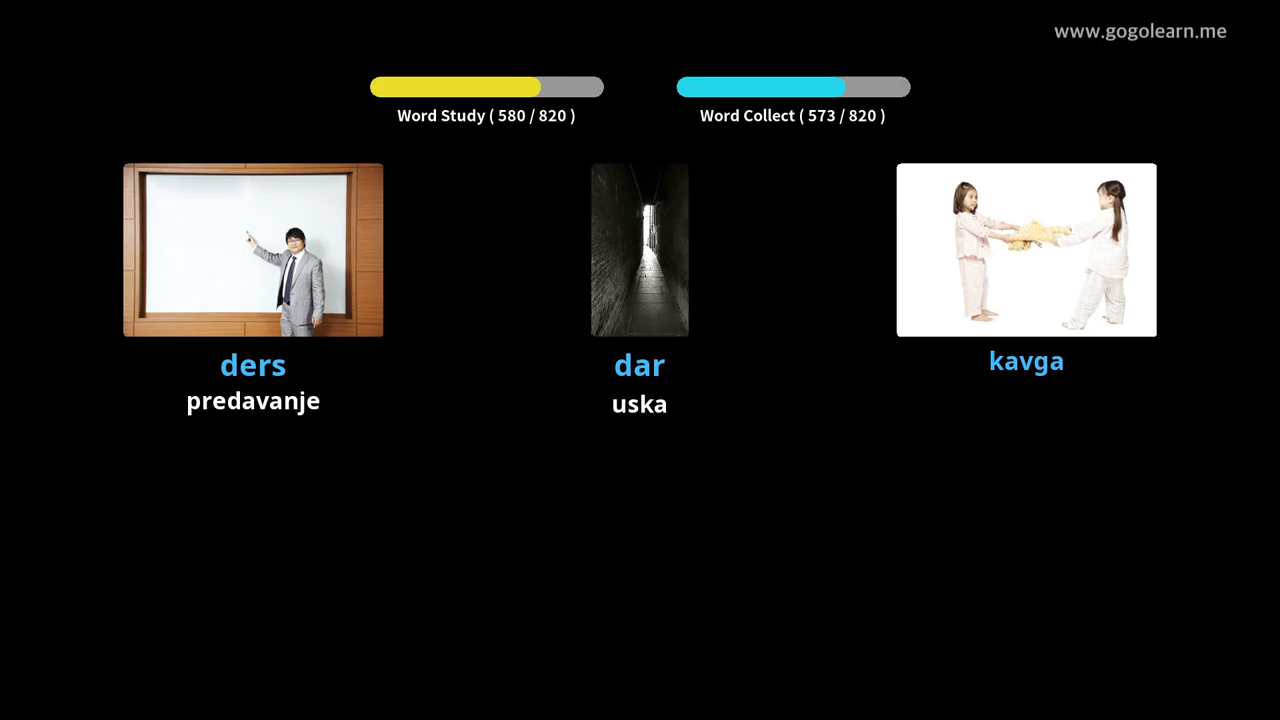 www.gogolearn.me
Word Study ( 580 / 820 )
Word Collect ( 573 / 820 )
ders
predavanje
dar
uska
kavga